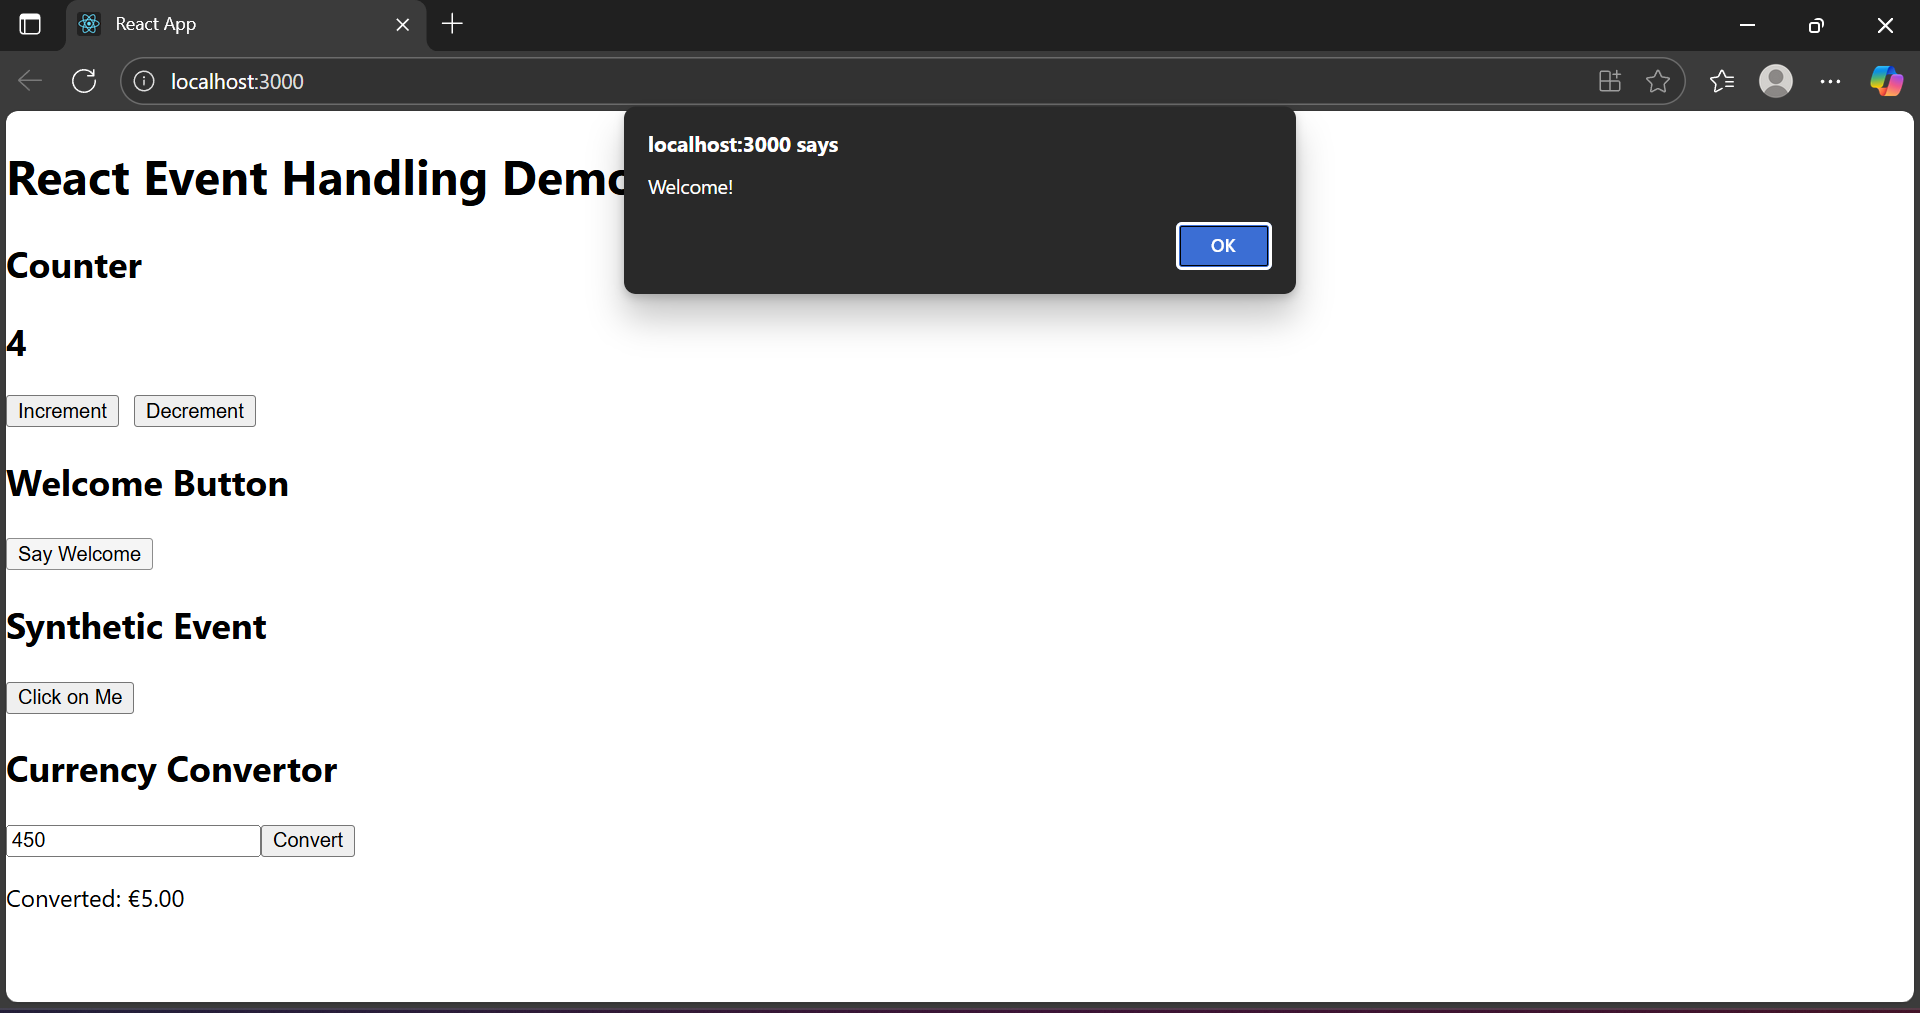 React App
localhost:3000
localhost:3000 says
Welcome!
OK
React Event Handling Demo
Counter
4
Increment Decrement
Welcome Button
Say Welcome
Synthetic Event
Click on Me
Currency Convertor
450 Convert
Converted: €5.00